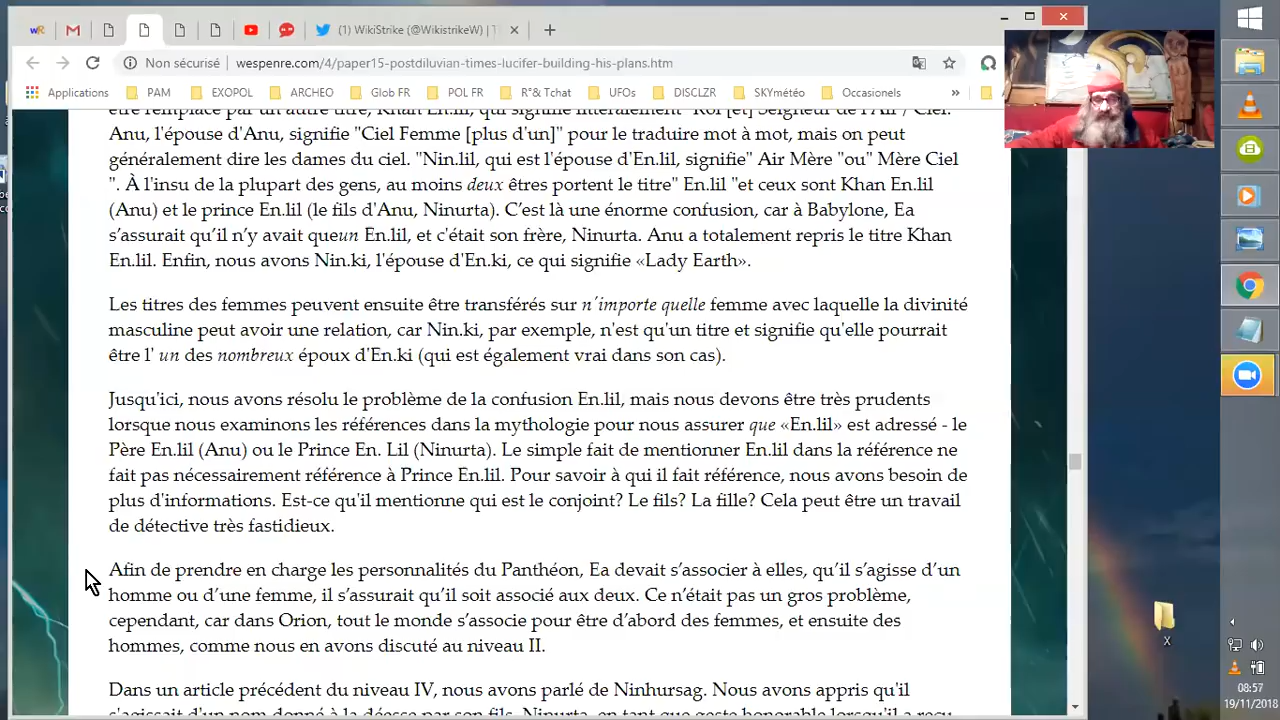 (1) WikiStrike (@WikistrikeW) | T
Non sécurisé | wespenre.com/4/paper11-postdiluvian-times-lucifer-building-his-plans.htm
Applications PAM EXOPOL ARCHEO Job FR POL.FR TorTchat UFOs DISCLZR SKYmétéo Occasionels »
Anu, l'épouse d'Anu, signifie "Ciel Femme [plus d'un]" pour le traduire mot à mot, mais on peut
généralement dire les dames du ciel. "Nin.lil, qui est l'épouse d'En.lil, signifie" Air Mère "ou" Mère Ciel
". À l'insu de la plupart des gens, au moins deux êtres portent le titre" En.lil "et ceux sont Khan En.lil
(Anu) et le prince En.lil (le fils d'Anu, Ninurta). C’est là une énorme confusion, car à Babylone, Ea
s’assurait qu’il n’y avait queun En.lil, et c'était son frère, Ninurta. Anu a totalement repris le titre Khan
En.lil. Enfin, nous avons Nin.ki, l'épouse d'En.ki, ce qui signifie «Lady Earth».
Les titres des femmes peuvent ensuite être transférés sur n’importe quelle femme avec laquelle la divinité
masculine peut avoir une relation, car Nin.ki, par exemple, n'est qu'un titre et signifie qu'elle pourrait
être l' un des nombreux époux d'En.ki (qui est également vrai dans son cas).
Jusqu'ici, nous avons résolu le problème de la confusion En.lil, mais nous devons être très prudents
lorsque nous examinons les références dans la mythologie pour nous assurer que «En.lil» est adressé - le
Père En.lil (Anu) ou le Prince En. Lil (Ninurta). Le simple fait de mentionner En.lil dans la référence ne
fait pas nécessairement référence à Prince En.lil. Pour savoir à qui il fait référence, nous avons besoin de
plus d'informations. Est-ce qu'il mentionne qui est le conjoint? Le fils? La fille? Cela peut être un travail
de détective très fastidieux.
Afin de prendre en charge les personnalités du Panthéon, Ea devait s’associer à elles, qu’il s’agisse d’un
homme ou d’une femme, il s’assurait qu’il soit associé aux deux. Ce n’était pas un gros problème,
cependant, car dans Orion, tout le monde s’associe pour être d’abord des femmes, et ensuite des
hommes, comme nous en avons discuté au niveau II.
Dans un article précédent du niveau IV, nous avons parlé de Ninhursag. Nous avons appris qu'il
X
08:57
19/11/2018